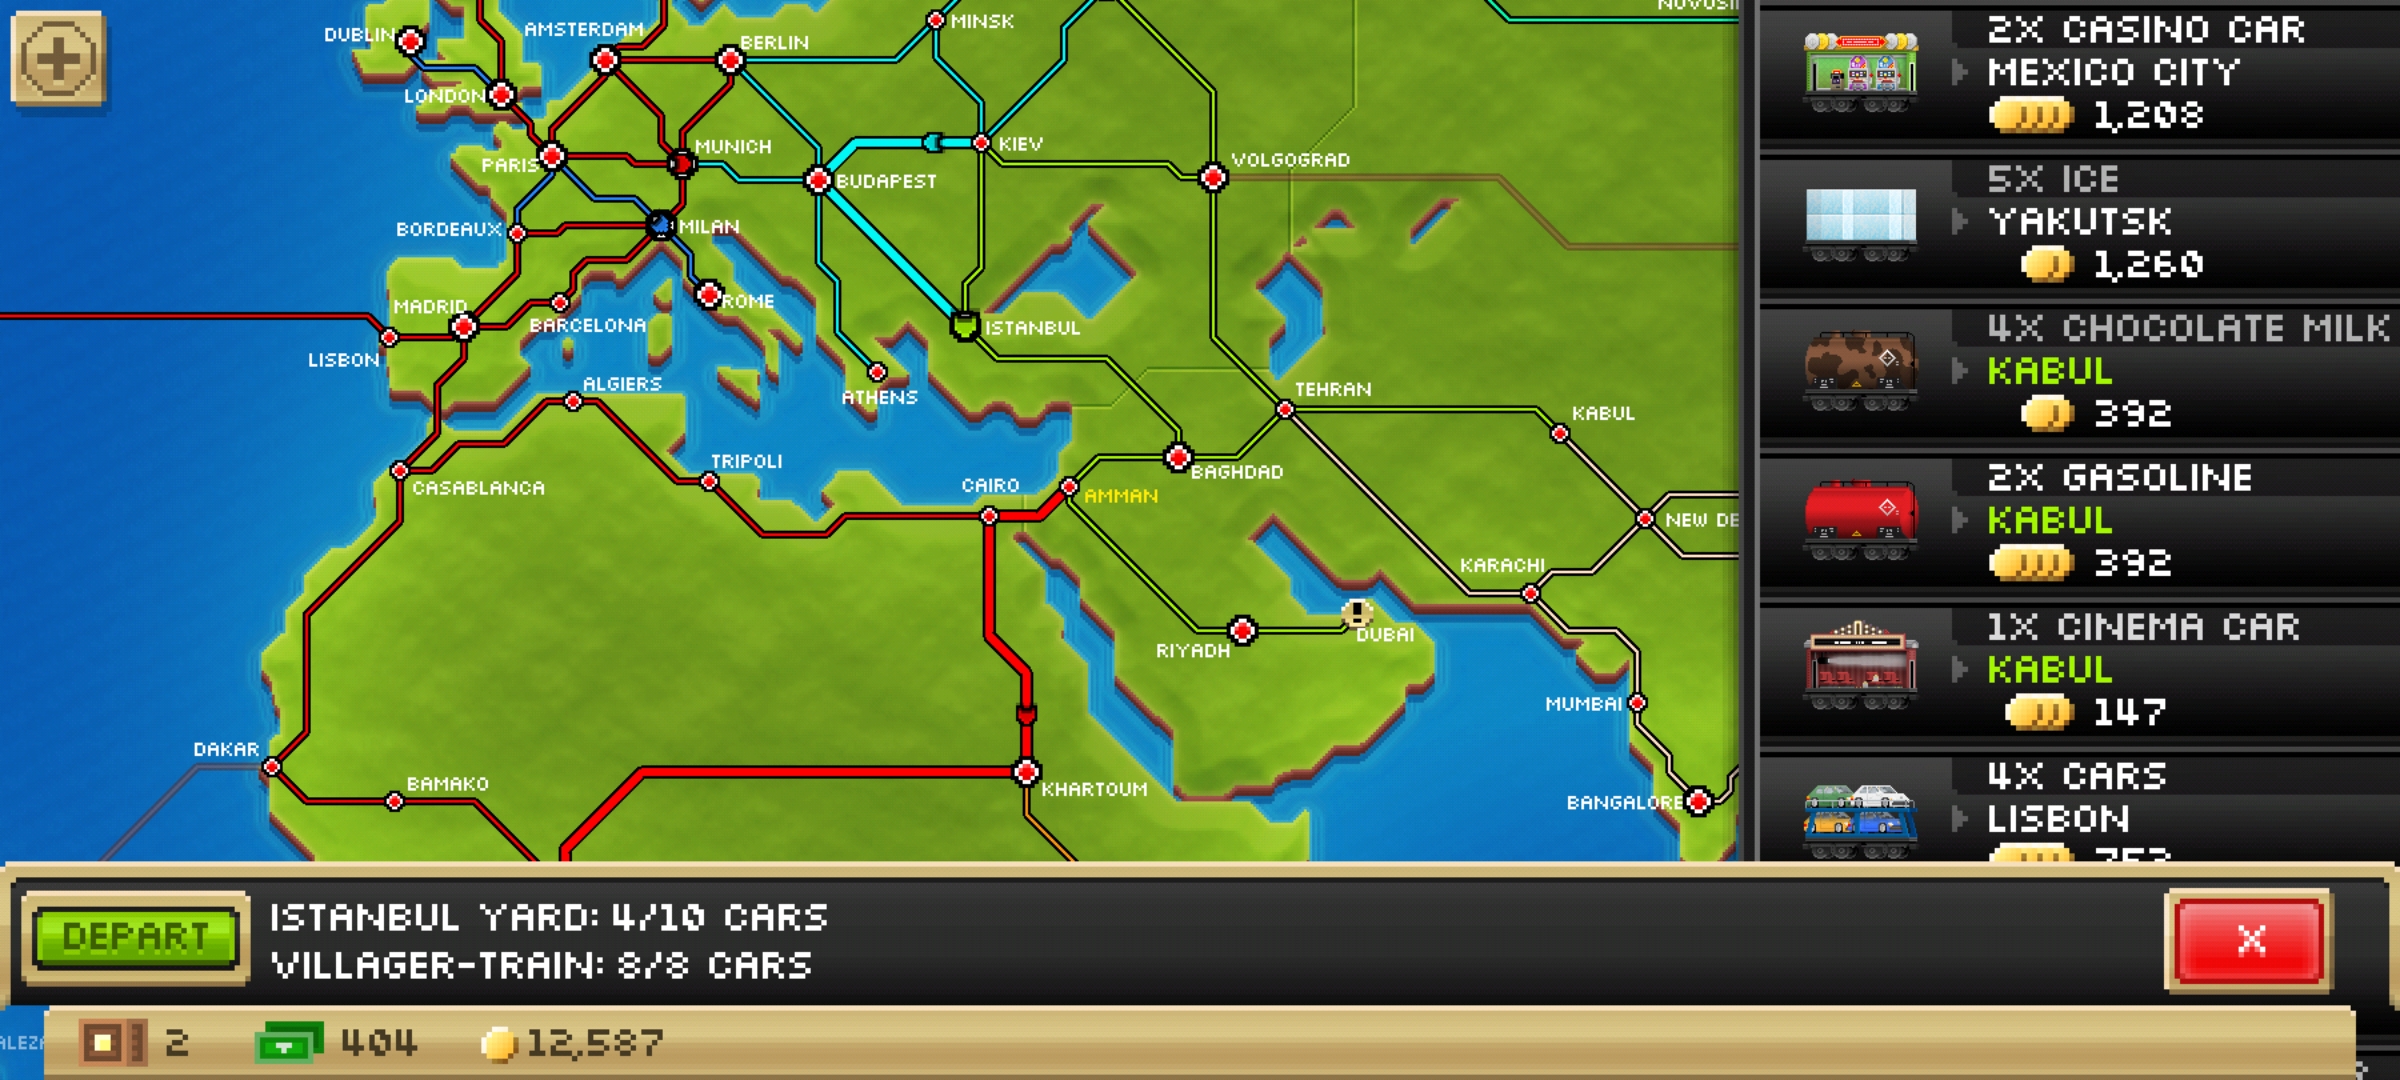 NOVOSI
MINSK
AMSTERDAM
DUBLIN
BERLIN
LONDON
KIEV
MUNICH
VOLGOGRAD
PARIS
BUDAPEST
BORDEAUX
MILAN
ROME
MADRID
BARCELONA
ISTANBUL
LISBON
ALGIERS
ATHENS
TEHRAN
KABUL
TRIPOLI
BAGHDAD
CASABLANCA
CAIRO
AMMAN
NEW DE
KARACHI
RIYADH
DUBAI
MUMBAI
DAKAR
BAMAKO
KHARTOUM
BANGALORE
2X CASINO CAR
MEXICO CITY
1,208
5X ICE
YAKUTSK
1,260
4X CHOCOLATE MILK
KABUL
392
2X GASOLINE
KABUL
392
1X CINEMA CAR
KABUL
147
4X CARS
LISBON
DEPART
ISTANBUL YARD: 4/10 CARS
VILLAGER-TRAIN: 8/8 CARS
X
ALEZA
2
404
12,587